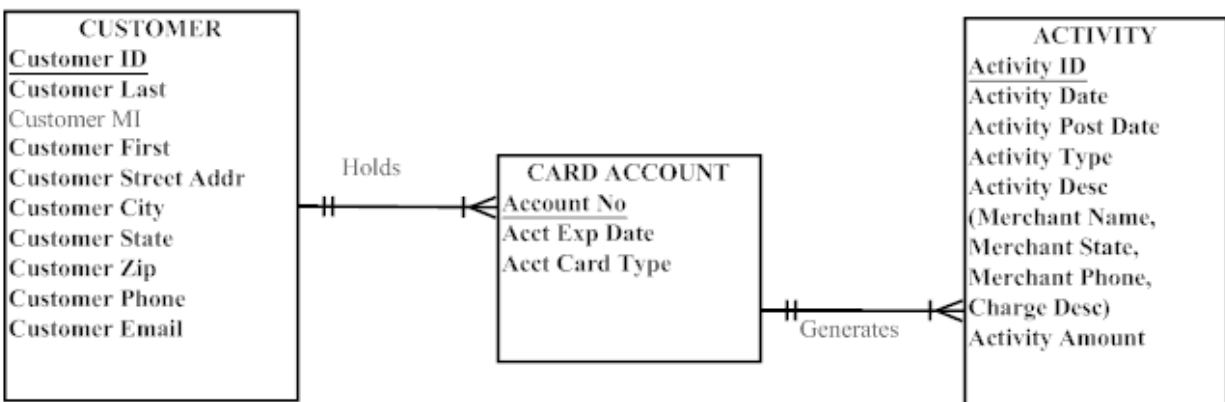 CUSTOMER
Customer ID
Customer Last
Customer MI
Customer First
Customer Street Addr
Customer City
Customer State
Customer Zip
Customer Phone
Customer Email
Holds
CARD ACCOUNT
Account No
Acct Exp Date
Acct Card Type
Generates
ACTIVITY
Activity ID
Activity Date
Activity Post Date
Activity Type
Activity Desc
(Merchant Name,
Merchant State,
Merchant Phone,
Charge Desc)
Activity Amount